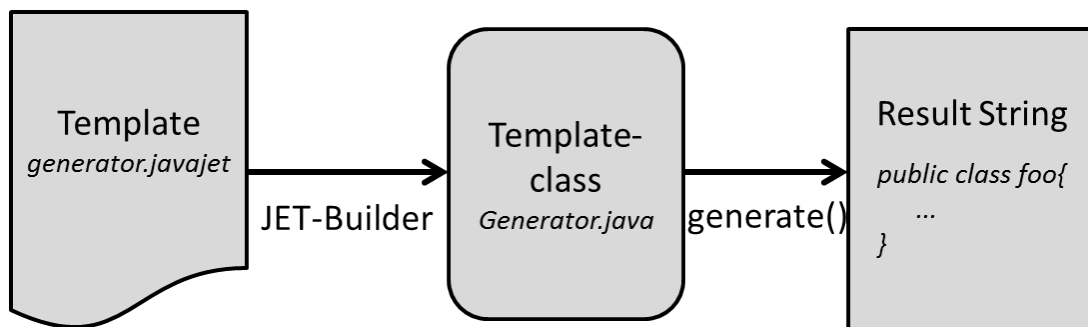 Template
generator.javajet
JET-Builder
Template-
class
Generator.java
generate()
Result String
public class foo{
...
}